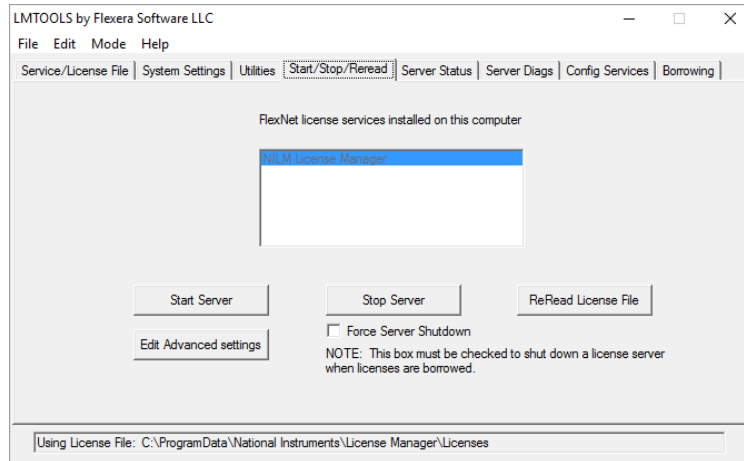 LMTOOLS by Flexera Software LLC
File Edit Mode Help
Service/License File System Settings Utilities Start/Stop/Reread Server Status Server Diags Config Services Borrowing
FlexNet license services installed on this computer
NILM License Manager
Start Server Stop Server ReRead License File
Edit Advanced settings
Force Server Shutdown
NOTE: This box must be checked to shut down a license server
when licenses are borrowed.
Using License File: C:\ProgramData\National Instruments\License Manager\Licenses